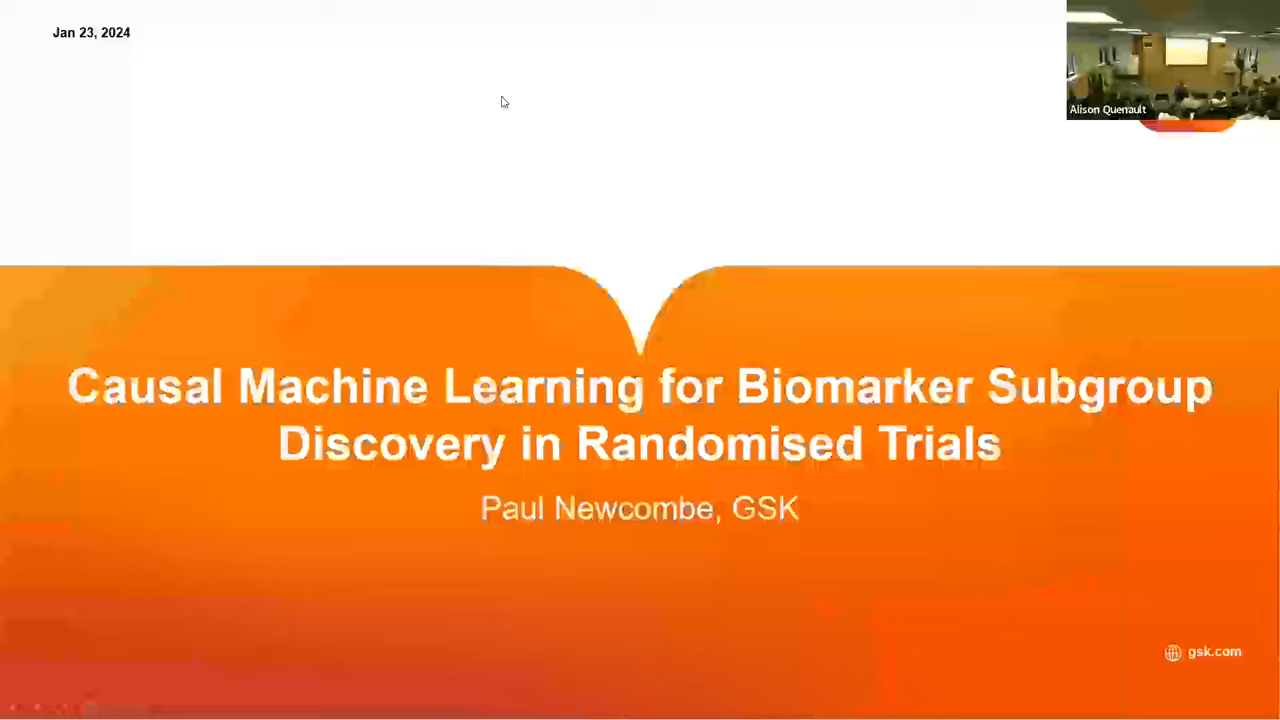 Jan 23, 2024
Alison Quenault
Causal Machine Learning for Biomarker Subgroup
Discovery in Randomised Trials
Paul Newcombe, GSK
gsk.com